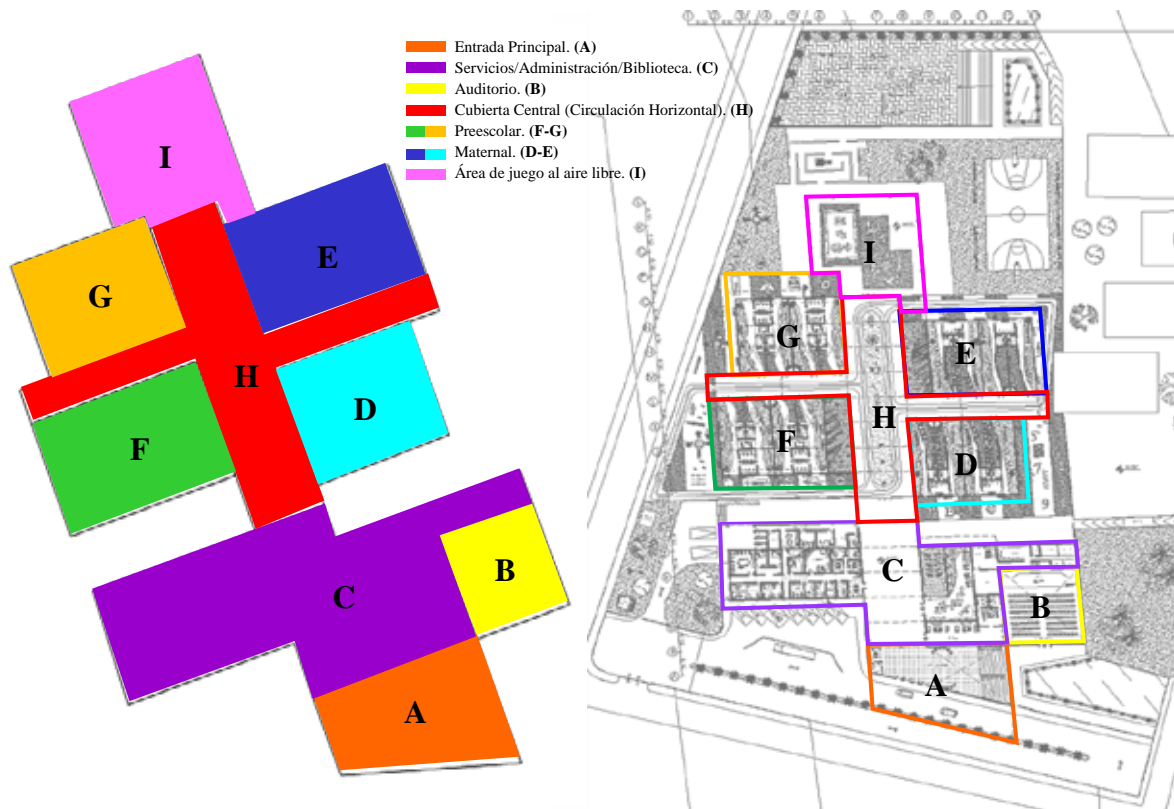 Entrada Principal. (A)
Servicios/Administración/Biblioteca. (C)
Auditorio. (B)
Cubierta Central (Circulación Horizontal). (H)
Preescolar. (F-G)
Maternal. (D-E)
Área de juego al aire libre. (I)
I
E
G
H
D
F
C
B
A
I
G
E
H
F
D
C
B
A